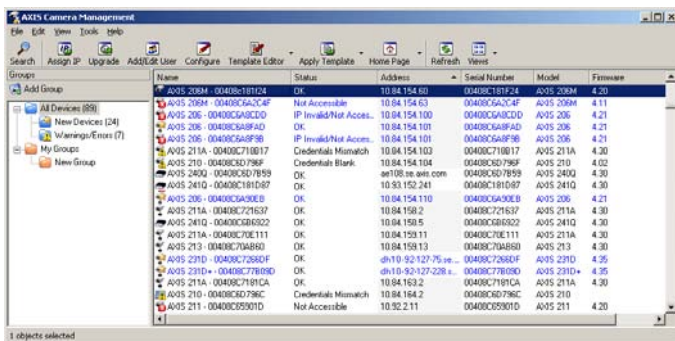 AXIS Camera Management
File Edit View Tools Help
Search Assign IP Upgrade Add/Edit User Configure Template Editor Apply Template Home Page Refresh Views
Groups
Add Group
All Devices (89)
New Devices (24)
Warnings/Errors (7)
My Groups
New Group
Name Status Address Serial Number Model Firmware
AXIS 206M - 00408c181f24 OK 10.84.154.60 00408C181F24 AXIS 206M 4.20
AXIS 206M - 00408C6A2C4F Not Accessible 10.84.154.63 00408C6A2C4F AXIS 206M 4.11
AXIS 206 - 00408C6A8CDD IP Invalid/Not Acces... 10.84.154.100 00408C6A8CDD AXIS 206 4.21
AXIS 206 - 00408C6A8FAD OK 10.84.154.101 00408C6A8FAD AXIS 206 4.21
AXIS 206 - 00408C6A8F9B IP Invalid/Not Acces... 10.84.154.101 00408C6A8F9B AXIS 206 4.21
AXIS 211A - 00408C710B17 Credentials Mismatch 10.84.154.103 00408C710B17 AXIS 211A 4.30
AXIS 210 - 00408C6D796F Credentials Blank 10.84.154.104 00408C6D796F AXIS 210 4.02
AXIS 240Q - 00408C6D7B59 OK ae108.se.axis.com 00408C6D7B59 AXIS 240Q 4.30
AXIS 241Q - 00408C181D87 OK 10.93.152.241 00408C181D87 AXIS 241Q 4.30
AXIS 206 - 00408C6A90EB OK 10.84.154.110 00408C6A90EB AXIS 206 4.21
AXIS 211A - 00408C721637 OK 10.84.158.2 00408C721637 AXIS 211A 4.30
AXIS 241Q - 00408C6B6922 OK 10.84.158.5 00408C6B6922 AXIS 241Q 4.30
AXIS 211A - 00408C70E111 OK 10.84.159.11 00408C70E111 AXIS 211A 4.30
AXIS 213 - 00408C70AB60 OK 10.84.159.13 00408C70AB60 AXIS 213 4.30
AXIS 231D - 00408C7266DF OK dh10-92-127-75.se... 00408C7266DF AXIS 231D 4.35
AXIS 231D+ - 00408C77B09D OK dh10-92-127-228.s... 00408C77B09D AXIS 231D+ 4.35
AXIS 211A - 00408C7181CA OK 10.84.163.2 00408C7181CA AXIS 211A 4.30
AXIS 210 - 00408C6D796C Credentials Mismatch 10.84.164.2 00408C6D796C AXIS 210
AXIS 211 - 00408C65901D Not Accessible 10.92.2.11 00408C65901D AXIS 211 4.20
1 objects selected